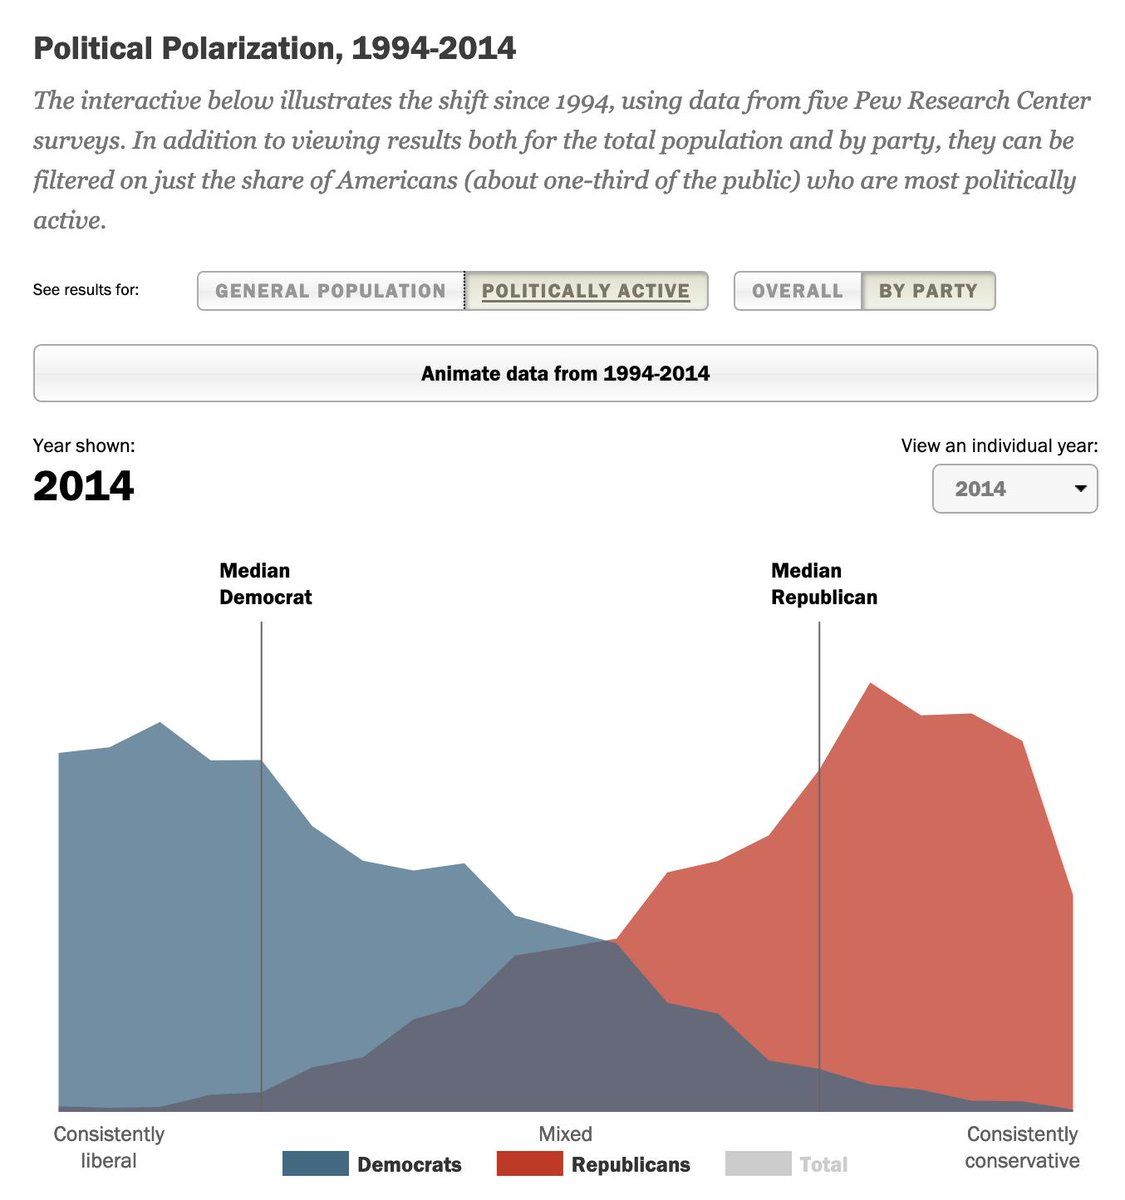 Political Polarization, 1994-2014
The interactive below illustrates the shift since 1994, using data from five Pew Research Center
surveys. In addition to viewing results both for the total population and by party, they can be
filtered on just the share of Americans (about one-third of the public) who are most politically
active.
See results for: GENERAL POPULATION POLITICALLY ACTIVE OVERALL BY PARTY
Animate data from 1994-2014
Year shown: View an individual year:
2014 2014
Median Median
Democrat Republican
Consistently Mixed Consistently
liberal conservative
Democrats Republicans Total